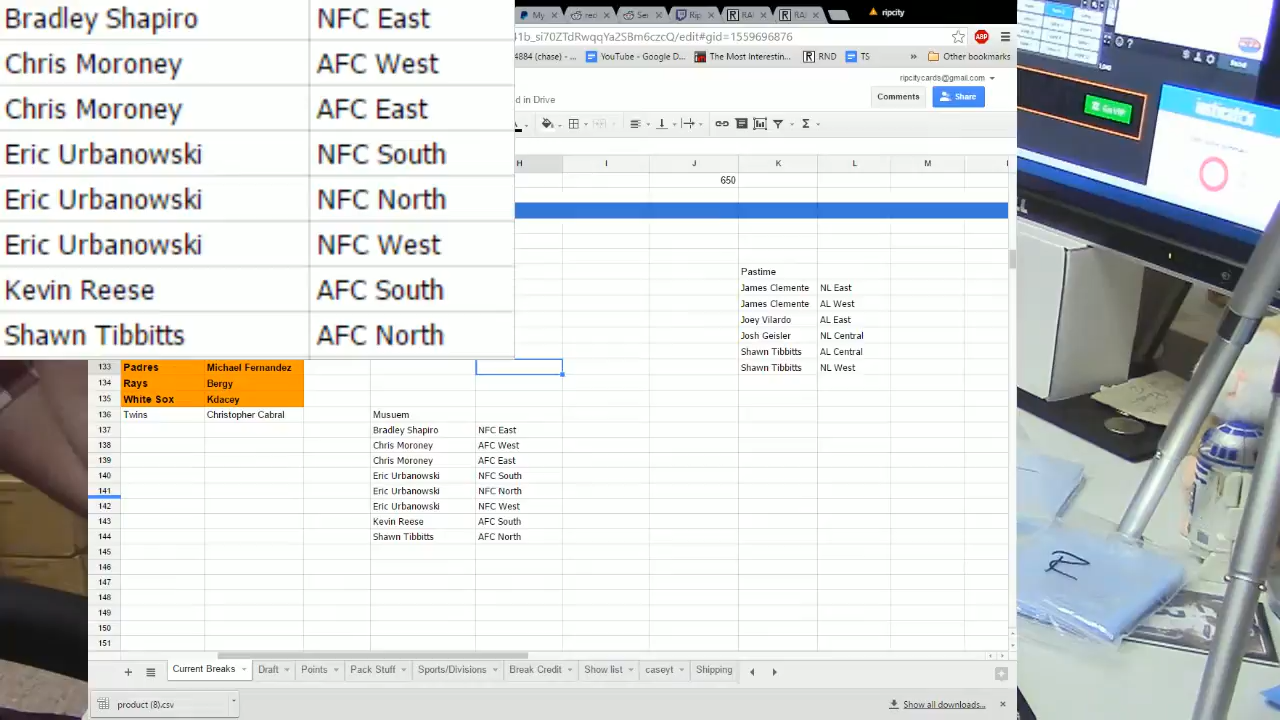 Bradley Shapiro NFC East
Chris Moroney AFC West
Chris Moroney AFC East
Eric Urbanowski NFC South
Eric Urbanowski NFC North
Eric Urbanowski NFC West
Kevin Reese AFC South
Shawn Tibbitts AFC North
My
ripcity
41b_si70ZTdRwqqYa2S8m6czcQ/edit#gid=1559696876
4884 (chase) ... YouTube - Google D... The Most Interestin... RND TS » Other bookmarks
ripcitycards@gmail.com
d in Drive
Comments Share
H I J K L M
650
Pastime
James Clemente NL East
James Clemente AL West
Joey Vilardo AL East
Josh Geisler NL Central
Shawn Tibbitts AL Central
Shawn Tibbitts NL West
133 Padres Michael Fernandez
134 Rays Bergy
135 White Sox Kdacey
136 Twins Christopher Cabral Musuem
137 Bradley Shapiro NFC East
138 Chris Moroney AFC West
139 Chris Moroney AFC East
140 Eric Urbanowski NFC South
141 Eric Urbanowski NFC North
142 Eric Urbanowski NFC West
143 Kevin Reese AFC South
144 Shawn Tibbitts AFC North
145
146
147
148
149
150
151
Current Breaks Draft Points Pack Stuff Sports/Divisions Break Credit Show list caseyt Shipping
product (8).csv Show all downloads...